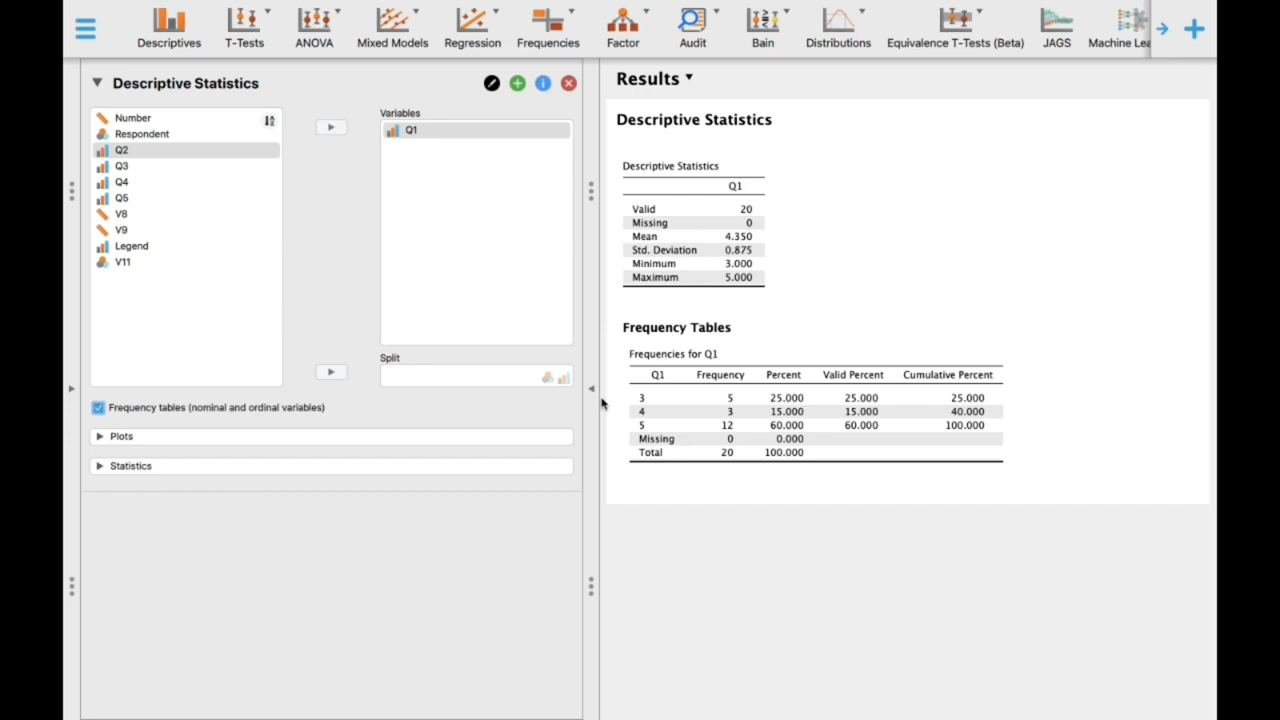 Descriptives T-Tests ANOVA Mixed Models Regression Frequencies Factor Audit Bain Distributions Equivalence T-Tests (Beta) JAGS Machine Lea
Descriptive Statistics
Number
Respondent
Q2
Q3
Q4
Q5
V8
V9
Legend
V11
Variables
Q1
Split
Frequency tables (nominal and ordinal variables)
Plots
Statistics
Results
Descriptive Statistics
Descriptive Statistics
Q1
Valid 20
Missing 0
Mean 4.350
Std. Deviation 0.875
Minimum 3.000
Maximum 5.000
Frequency Tables
Frequencies for Q1
Q1 Frequency Percent Valid Percent Cumulative Percent
3 5 25.000 25.000 25.000
4 3 15.000 15.000 40.000
5 12 60.000 60.000 100.000
Missing 0 0.000
Total 20 100.000